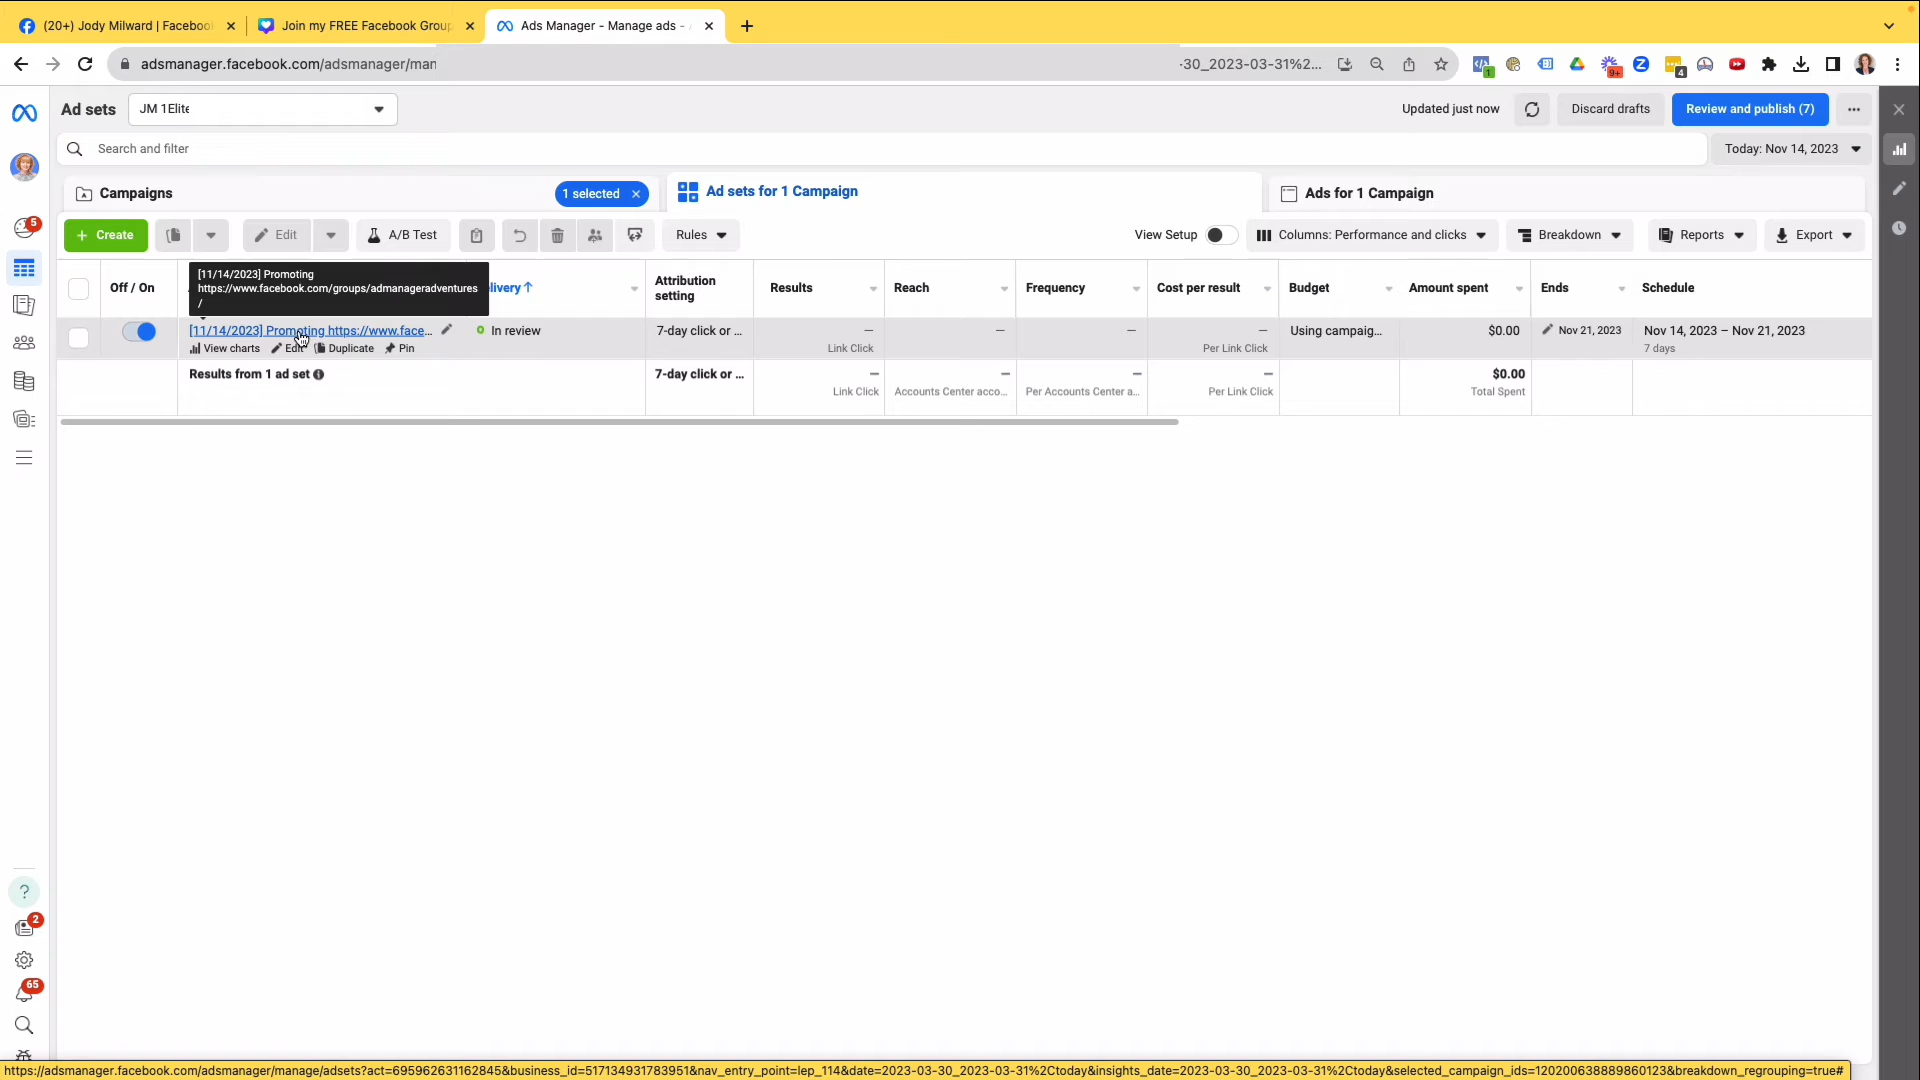 (20+) Jody Milward | Facebook
Join my FREE Facebook Group
Ads Manager - Manage ads -
adsmanager.facebook.com/adsmanager/man
-30_2023-03-31%2...
1
9+
4
Ad sets
JM 1Elite
Updated just now
Discard drafts
Review and publish (7)
Search and filter
Today: Nov 14, 2023
Campaigns
1 selected
Ad sets for 1 Campaign
Ads for 1 Campaign
5
+ Create
Edit
A/B Test
Rules
View Setup
Columns: Performance and clicks
Breakdown
Reports
Export
Off / On
[11/14/2023] Promoting
https://www.facebook.com/groups/admanageradventures
/
livery ↑
Attribution
setting
Results
Reach
Frequency
Cost per result
Budget
Amount spent
Ends
Schedule
[11/14/2023] Promoting https://www.face...
In review
7-day click or ...
—
Link Click
—
—
—
Per Link Click
Using campaig...
$0.00
Nov 21, 2023
Nov 14, 2023 – Nov 21, 2023
7 days
View charts
Edit
Duplicate
Pin
Results from 1 ad set
7-day click or ...
—
Link Click
—
Accounts Center acco...
—
Per Accounts Center a...
—
Per Link Click
$0.00
Total Spent
?
2
65
https://adsmanager.facebook.com/adsmanager/manage/adsets?act=695962631162845&business_id=517134931783951&nav_entry_point=lep_114&date=2023-03-30_2023-03-31%2Ctoday&insights_date=2023-03-30_2023-03-31%2Ctoday&selected_campaign_ids=120200638889860123&breakdown_regrouping=true#